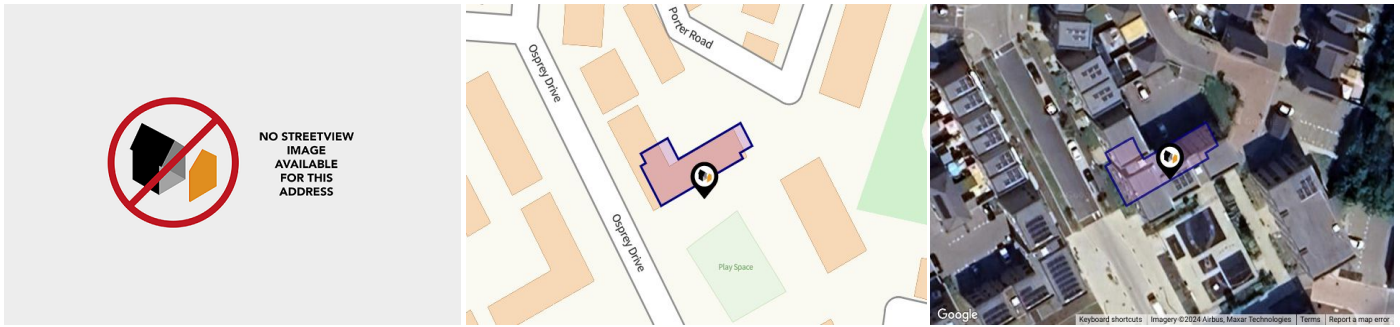 NO STREETVIEW
IMAGE
AVAILABLE
FOR THIS
ADDRESS
Porter Road
Osprey Drive
Osprey Drive
Play Space
Google
Keyboard shortcuts
Imagery ©2024 Airbus, Maxar Technologies
Terms
Report a map error